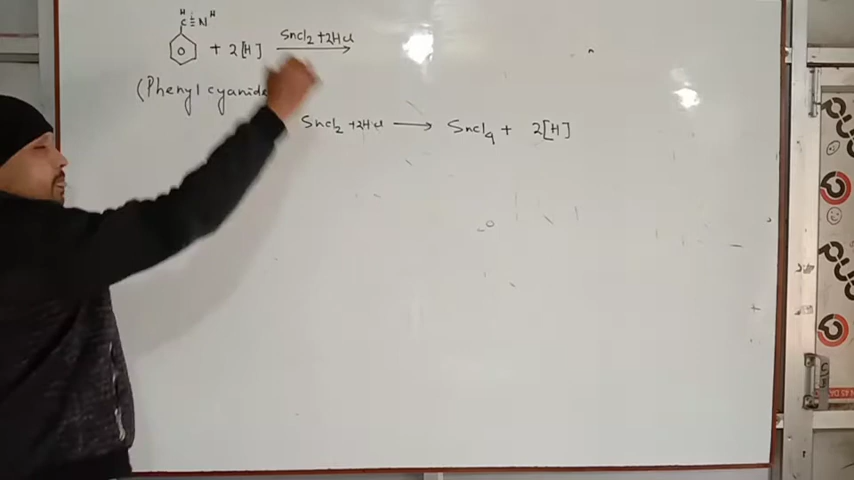 H H
C≡N
+ 2[H] SnCl2 + 2HCl →
(Phenyl cyanide
SnCl2 + 2HCl → SnCl4 + 2[H]